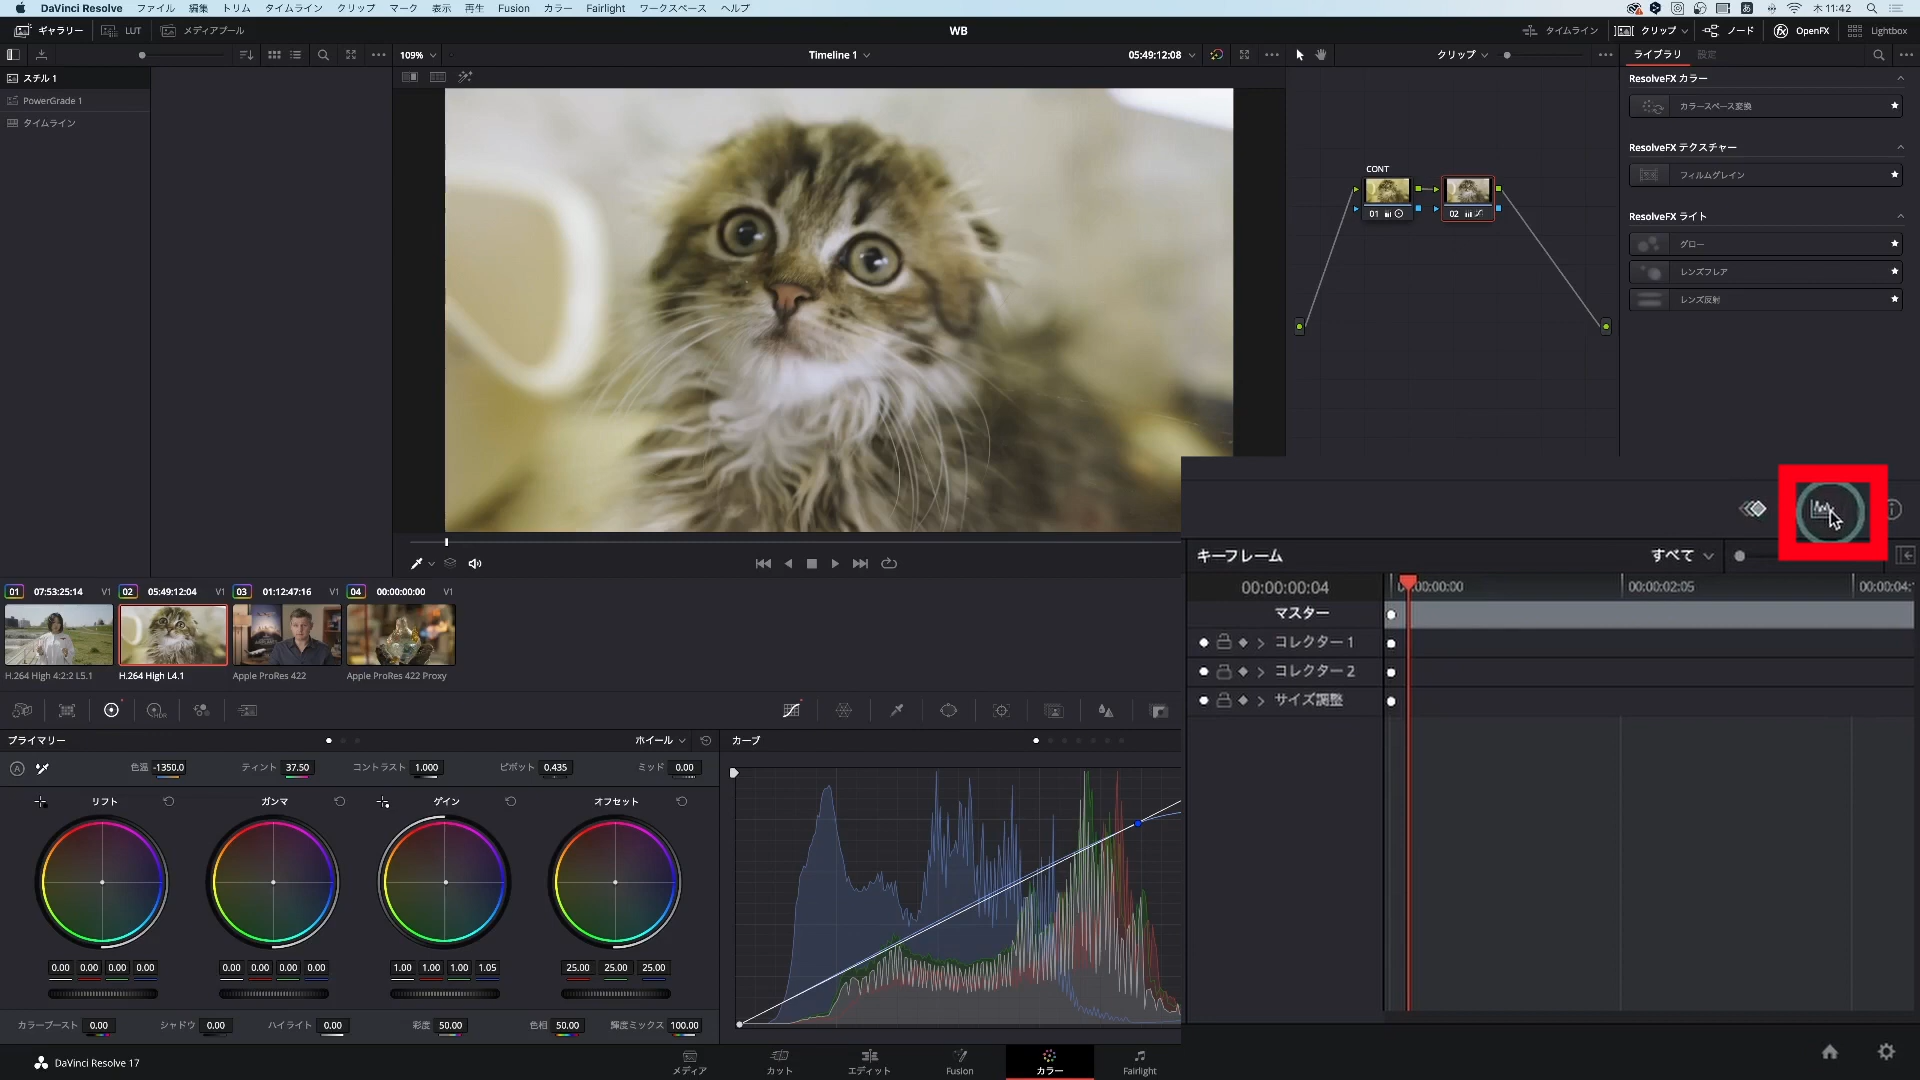 DaVinci Resolve ファイル 編集 トリム タイムライン クリップ マーク 表示 再生 Fusion カラー Fairlight ワークスペース ヘルプ
木 11:42
ギャラリー LUT メディアプール
WB
タイムライン クリップ ノード OpenFX Lightbox
109%
Timeline 1
05:49:12:08
クリップ
ライブラリ 設定
スチル 1
PowerGrade 1
タイムライン
ResolveFX カラー
カラースペース変換
ResolveFX テクスチャー
フィルムグレイン
ResolveFX ライト
グロー
レンズフレア
レンズ反射
CONT
01
02
キーフレーム
すべて
00:00:00:04
00:00:02:05
マスター
コレクター 1
コレクター 2
サイズ調整
01 07:53:25:14 V1
02 05:49:12:04 V1
03 01:12:47:16 V1
04 00:00:00:00 V1
H.264 High 4:2:2 L5.1
H.264 High L4.1
Apple ProRes 422
Apple ProRes 422 Proxy
HDR
プライマリー
ホイール
カーブ
色温 -1350.0 ティント 37.50 コントラスト 1.000 ピボット 0.435 ミッド 0.00
リフト ガンマ ゲイン オフセット
0.00 0.00 0.00 0.00
0.00 0.00 0.00 0.00
1.00 1.00 1.00 1.05
25.00 25.00 25.00
カラーブースト 0.00 シャドウ 0.00 ハイライト 0.00 彩度 50.00 色相 50.00 輝度ミックス 100.00
DaVinci Resolve 17
メディア カット エディット Fusion カラー Fairlight